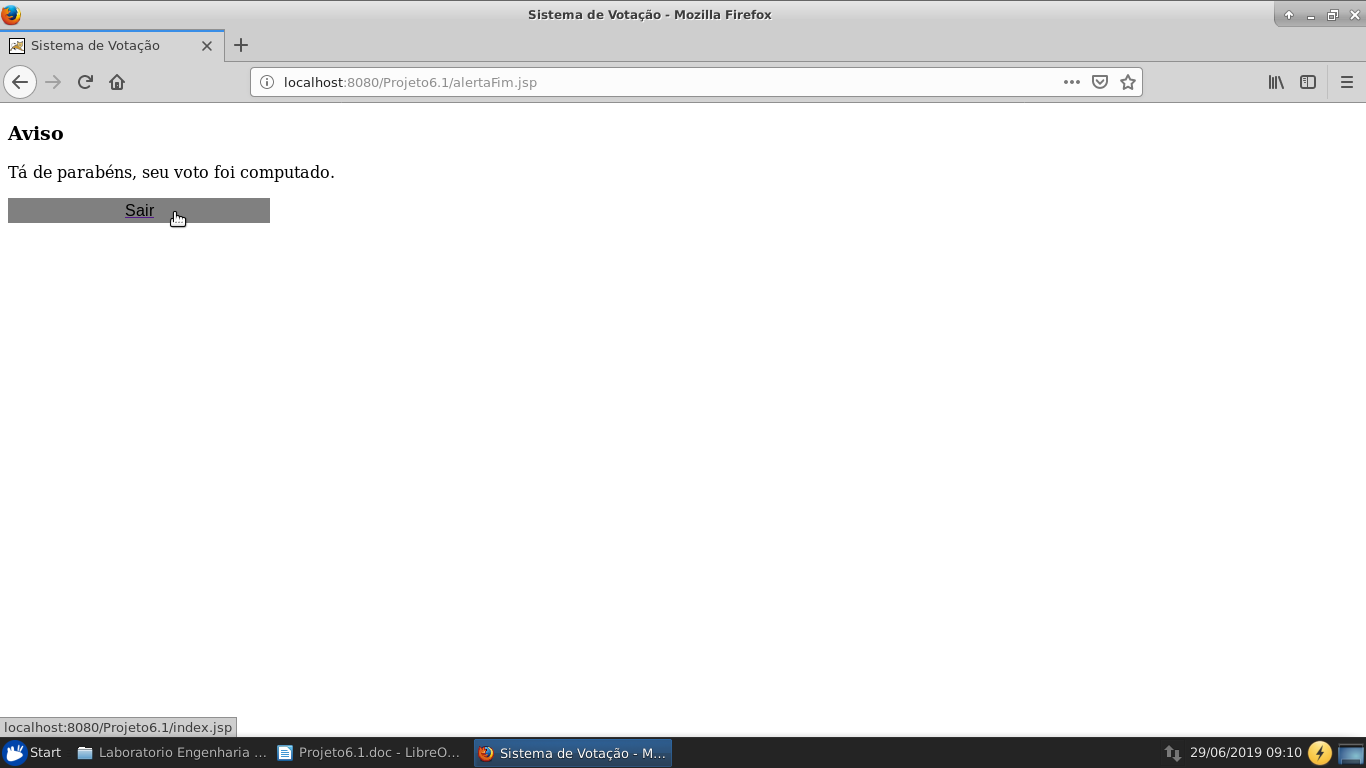 Sistema de Votação - Mozilla Firefox
Sistema de Votação
localhost:8080/Projeto6.1/alertaFim.jsp
Aviso
Tá de parabéns, seu voto foi computado.
Sair
localhost:8080/Projeto6.1/index.jsp
Start Laboratorio Engenharia ... Projeto6.1.doc - LibreO... Sistema de Votação - M... 29/06/2019 09:10